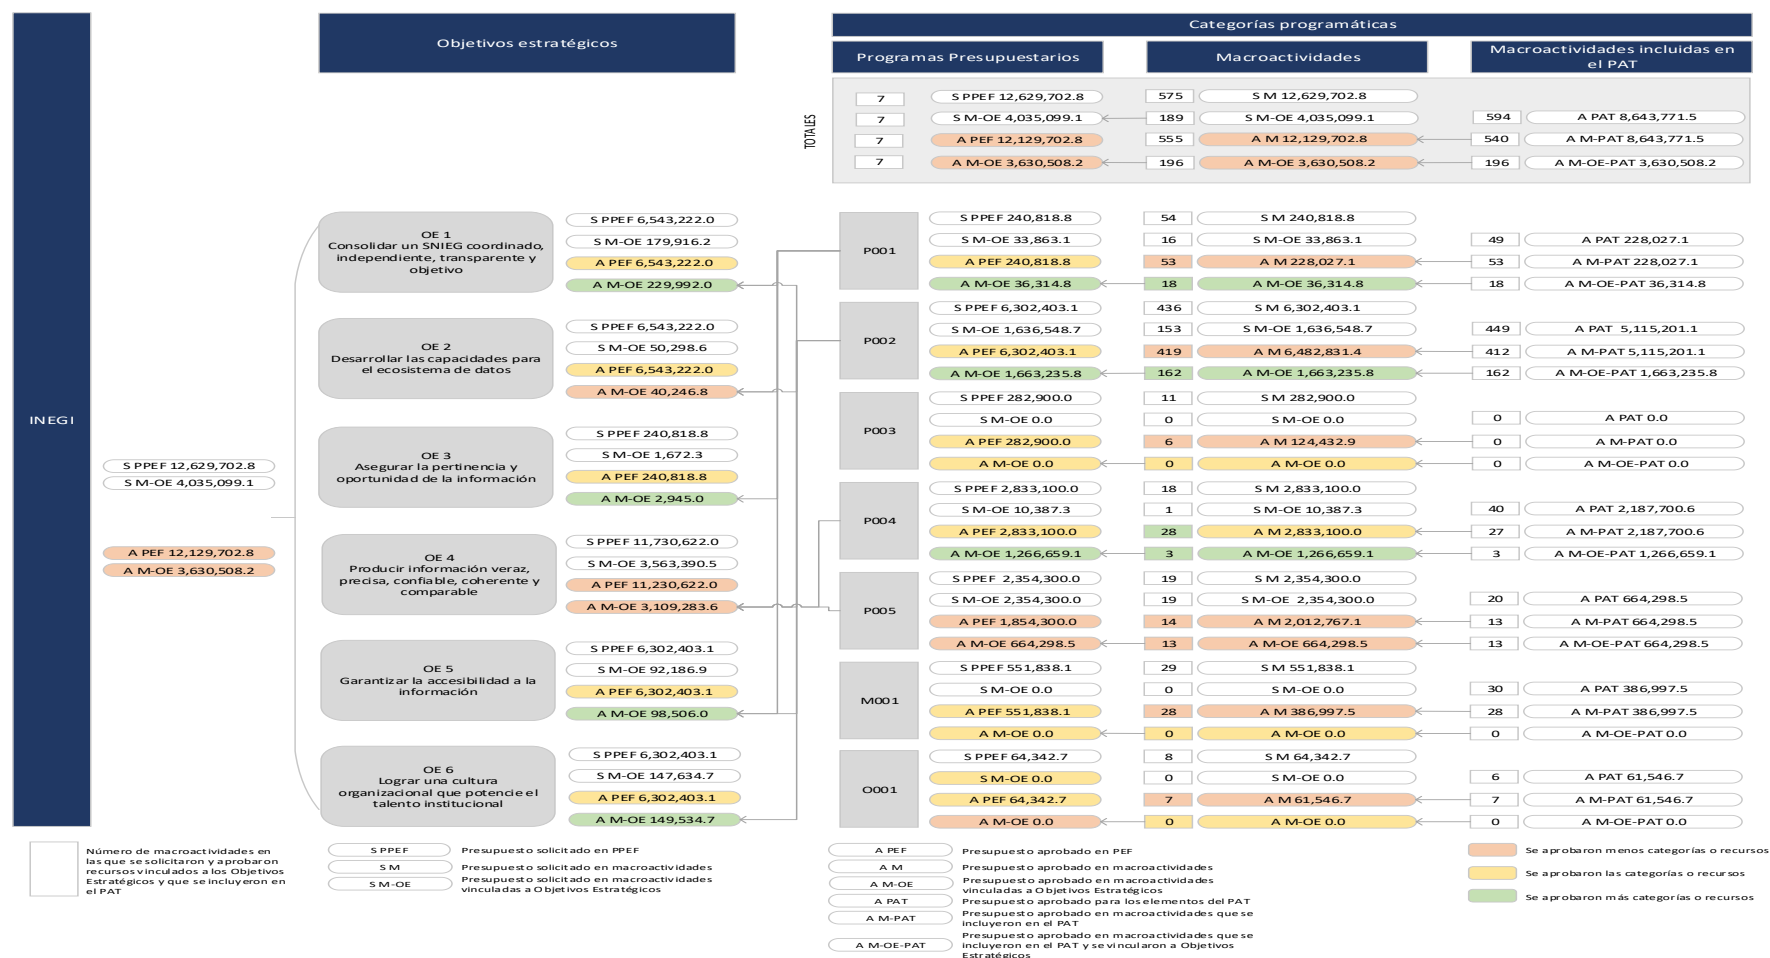 INEGI
Objetivos estratégicos
Categorías programáticas
Programas Presupuestarios
Macroactividades
Macroactividades incluidas en
el PAT
TOTALES
7
S PPEF 12,629,702.8
575
S M 12,629,702.8
7
S M-OE 4,035,099.1
189
S M-OE 4,035,099.1
594
A PAT 8,643,771.5
7
A PEF 12,129,702.8
555
A M 12,129,702.8
540
A M-PAT 8,643,771.5
7
A M-OE 3,630,508.2
196
A M-OE 3,630,508.2
196
A M-OE-PAT 3,630,508.2
S PPEF 12,629,702.8
S M-OE 4,035,099.1
A PEF 12,129,702.8
A M-OE 3,630,508.2
OE 1
Consolidar un SNIEG coordinado,
independiente, transparente y
objetivo
S PPEF 6,543,222.0
S M-OE 179,916.2
A PEF 6,543,222.0
A M-OE 229,992.0
OE 2
Desarrollar las capacidades para
el ecosistema de datos
S PPEF 6,543,222.0
S M-OE 50,298.6
A PEF 6,543,222.0
A M-OE 40,246.8
OE 3
Asegurar la pertinencia y
oportunidad de la información
S PPEF 240,818.8
S M-OE 1,672.3
A PEF 240,818.8
A M-OE 2,945.0
OE 4
Producir información veraz,
precisa, confiable, coherente y
comparable
S PPEF 11,730,622.0
S M-OE 3,563,390.5
A PEF 11,230,622.0
A M-OE 3,109,283.6
OE 5
Garantizar la accesibilidad a la
información
S PPEF 6,302,403.1
S M-OE 92,186.9
A PEF 6,302,403.1
A M-OE 98,506.0
OE 6
Lograr una cultura
organizacional que potencie el
talento institucional
S PPEF 6,302,403.1
S M-OE 147,634.7
A PEF 6,302,403.1
A M-OE 149,534.7
P001
S PPEF 240,818.8
54
S M 240,818.8
S M-OE 33,863.1
16
S M-OE 33,863.1
49
A PAT 228,027.1
A PEF 240,818.8
53
A M 228,027.1
53
A M-PAT 228,027.1
A M-OE 36,314.8
18
A M-OE 36,314.8
18
A M-OE-PAT 36,314.8
P002
S PPEF 6,302,403.1
436
S M 6,302,403.1
S M-OE 1,636,548.7
153
S M-OE 1,636,548.7
449
A PAT 5,115,201.1
A PEF 6,302,403.1
419
A M 6,482,831.4
412
A M-PAT 5,115,201.1
A M-OE 1,663,235.8
162
A M-OE 1,663,235.8
162
A M-OE-PAT 1,663,235.8
P003
S PPEF 282,900.0
11
S M 282,900.0
S M-OE 0.0
0
S M-OE 0.0
0
A PAT 0.0
A PEF 282,900.0
6
A M 124,432.9
0
A M-PAT 0.0
A M-OE 0.0
0
A M-OE 0.0
0
A M-OE-PAT 0.0
P004
S PPEF 2,833,100.0
18
S M 2,833,100.0
S M-OE 10,387.3
1
S M-OE 10,387.3
40
A PAT 2,187,700.6
A PEF 2,833,100.0
28
A M 2,833,100.0
27
A M-PAT 2,187,700.6
A M-OE 1,266,659.1
3
A M-OE 1,266,659.1
3
A M-OE-PAT 1,266,659.1
P005
S PPEF 2,354,300.0
19
S M 2,354,300.0
S M-OE 2,354,300.0
19
S M-OE 2,354,300.0
20
A PAT 664,298.5
A PEF 1,854,300.0
14
A M 2,012,767.1
13
A M-PAT 664,298.5
A M-OE 664,298.5
13
A M-OE 664,298.5
13
A M-OE-PAT 664,298.5
M001
S PPEF 551,838.1
29
S M 551,838.1
S M-OE 0.0
0
S M-OE 0.0
30
A PAT 386,997.5
A PEF 551,838.1
28
A M 386,997.5
28
A M-PAT 386,997.5
A M-OE 0.0
0
A M-OE 0.0
0
A M-OE-PAT 0.0
O001
S PPEF 64,342.7
8
S M 64,342.7
S M-OE 0.0
0
S M-OE 0.0
6
A PAT 61,546.7
A PEF 64,342.7
7
A M 61,546.7
7
A M-PAT 61,546.7
A M-OE 0.0
0
A M-OE 0.0
0
A M-OE-PAT 0.0
Número de macroactividades en
las que se solicitaron y aprobaron
recursos vinculados a los Objetivos
Estratégicos y que se incluyeron en
el PAT
S PPEF
Presupuesto solicitado en PPEF
S M
Presupuesto solicitado en macroactividades
S M-OE
Presupuesto solicitado en macroactividades
vinculadas a Objetivos Estratégicos
A PEF
Presupuesto aprobado en PEF
A M
Presupuesto aprobado en macroactividades
A M-OE
Presupuesto aprobado en macroactividades
vinculadas a Objetivos Estratégicos
A PAT
Presupuesto aprobado para los elementos del PAT
A M-PAT
Presupuesto aprobado en macroactividades que se
incluyeron en el PAT
A M-OE-PAT
Presupuesto aprobado en macroactividades que se
incluyeron en el PAT y se vincularon a Objetivos
Estratégicos
Se aprobaron menos categorías o recursos
Se aprobaron las categorías o recursos
Se aprobaron más categorías o recursos